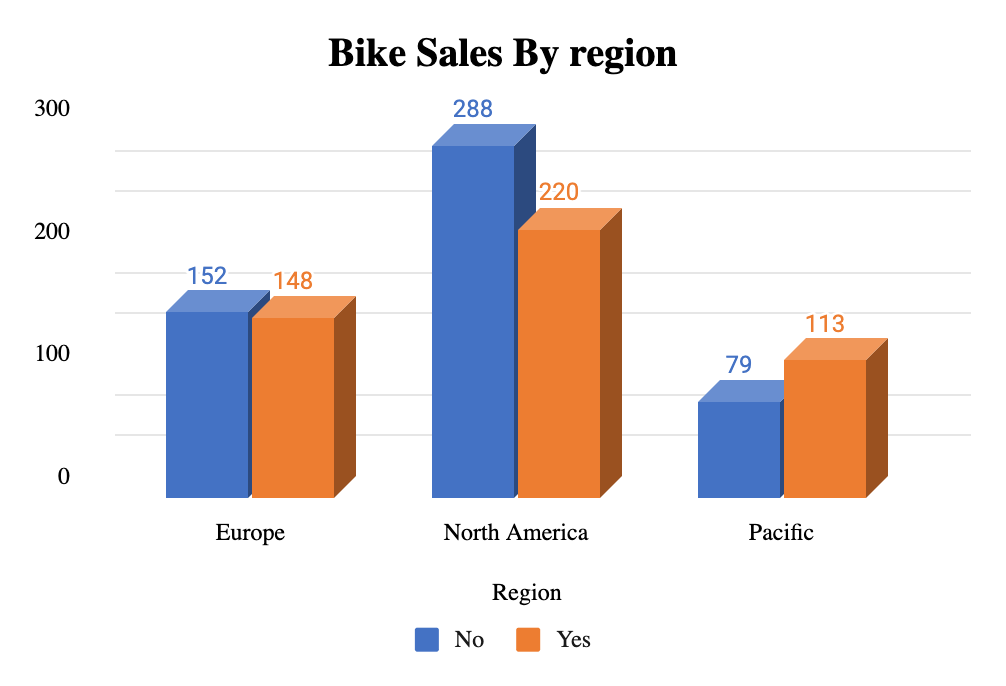 Bike Sales By region
300
288
220
200
152
148
113
100
79
0
Europe
North America
Pacific
Region
No
Yes